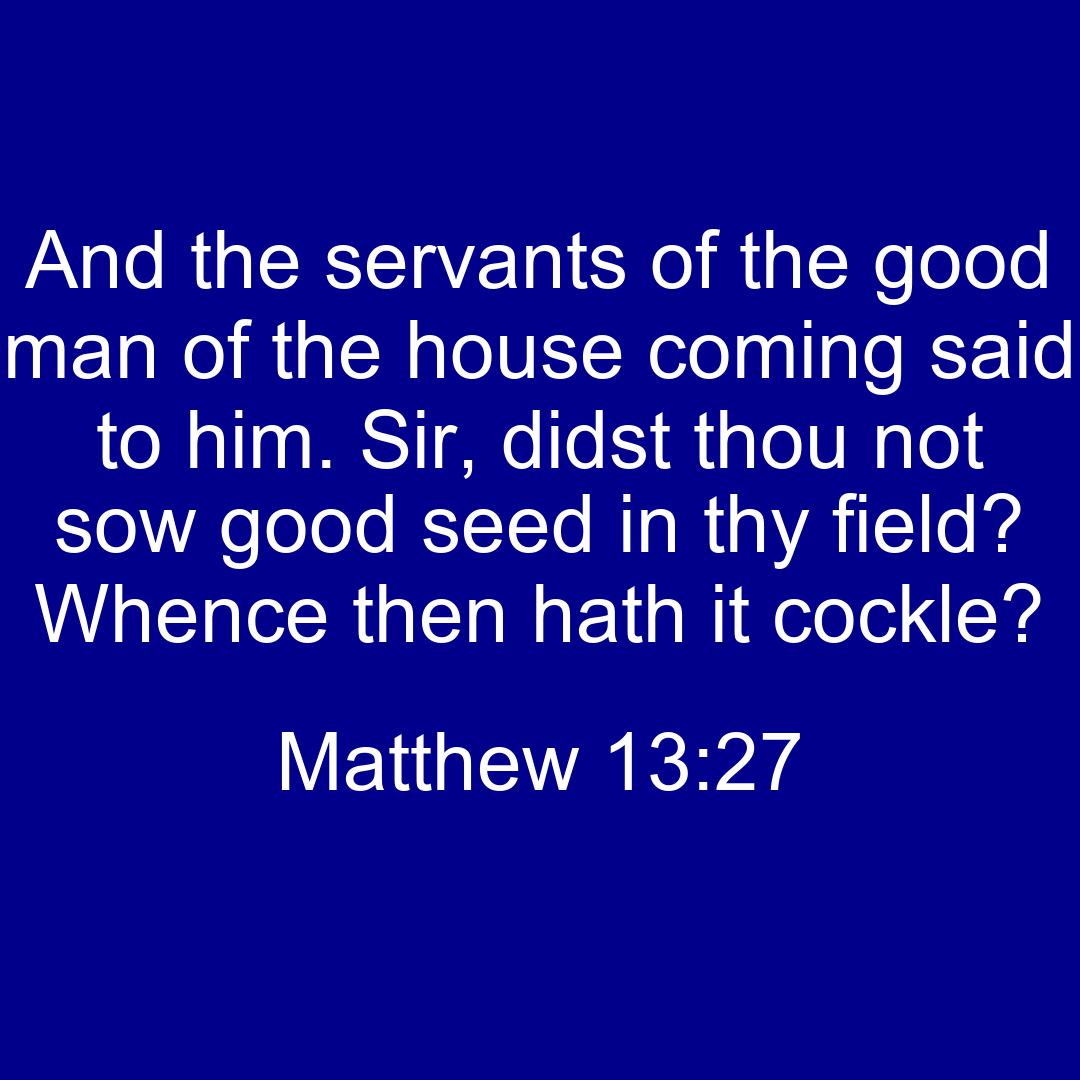 And the servants of the good
man of the house coming said
to him. Sir, didst thou not
sow good seed in thy field?
Whence then hath it cockle?
Matthew 13:27